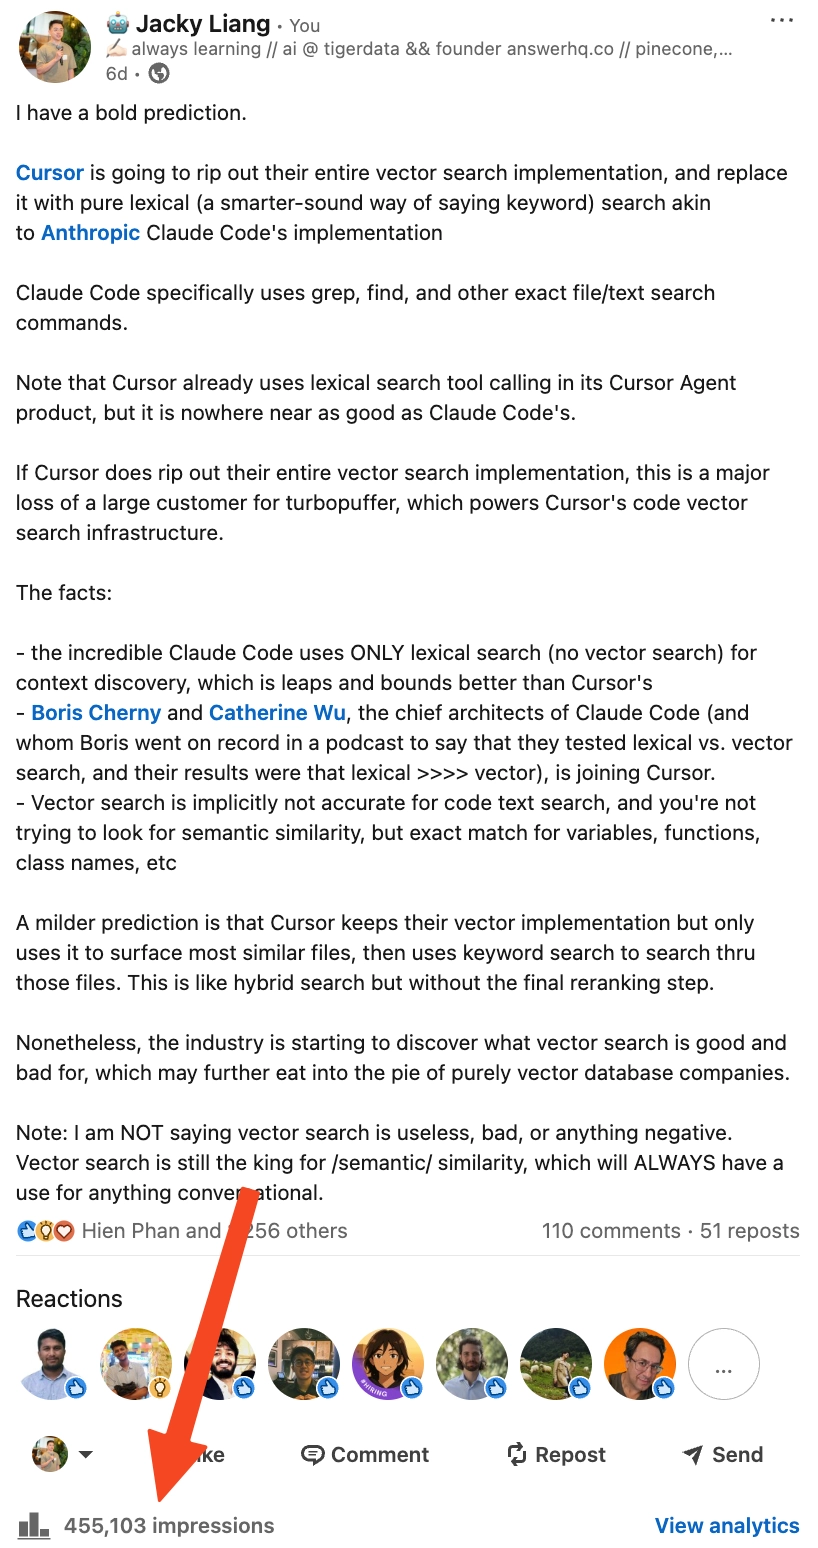 Jacky Liang · You
always learning // ai @ tigerdata && founder answerhq.co // pinecone,...
6d ·
I have a bold prediction.
Cursor is going to rip out their entire vector search implementation, and replace
it with pure lexical (a smarter-sound way of saying keyword) search akin
to Anthropic Claude Code's implementation
Claude Code specifically uses grep, find, and other exact file/text search
commands.
Note that Cursor already uses lexical search tool calling in its Cursor Agent
product, but it is nowhere near as good as Claude Code's.
If Cursor does rip out their entire vector search implementation, this is a major
loss of a large customer for turbopuffer, which powers Cursor's code vector
search infrastructure.
The facts:
- the incredible Claude Code uses ONLY lexical search (no vector search) for
context discovery, which is leaps and bounds better than Cursor's
- Boris Cherny and Catherine Wu, the chief architects of Claude Code (and
whom Boris went on record in a podcast to say that they tested lexical vs. vector
search, and their results were that lexical >>>> vector), is joining Cursor.
- Vector search is implicitly not accurate for code text search, and you're not
trying to look for semantic similarity, but exact match for variables, functions,
class names, etc
A milder prediction is that Cursor keeps their vector implementation but only
uses it to surface most similar files, then uses keyword search to search thru
those files. This is like hybrid search but without the final reranking step.
Nonetheless, the industry is starting to discover what vector search is good and
bad for, which may further eat into the pie of purely vector database companies.
Note: I am NOT saying vector search is useless, bad, or anything negative.
Vector search is still the king for /semantic/ similarity, which will ALWAYS have a
use for anything conversational.
Hien Phan and 256 others
110 comments · 51 reposts
Reactions
#HIRING
...
ke
Comment
Repost
Send
455,103 impressions
View analytics